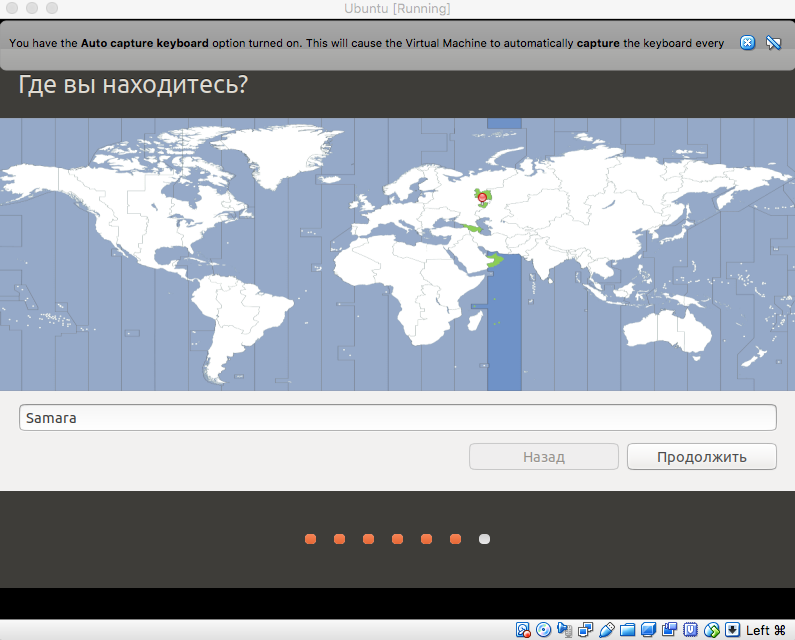 Ubuntu [Running]
You have the Auto capture keyboard option turned on. This will cause the Virtual Machine to automatically capture the keyboard every
Где вы находитесь?
Samara
Назад
Продолжить
Left ⌘